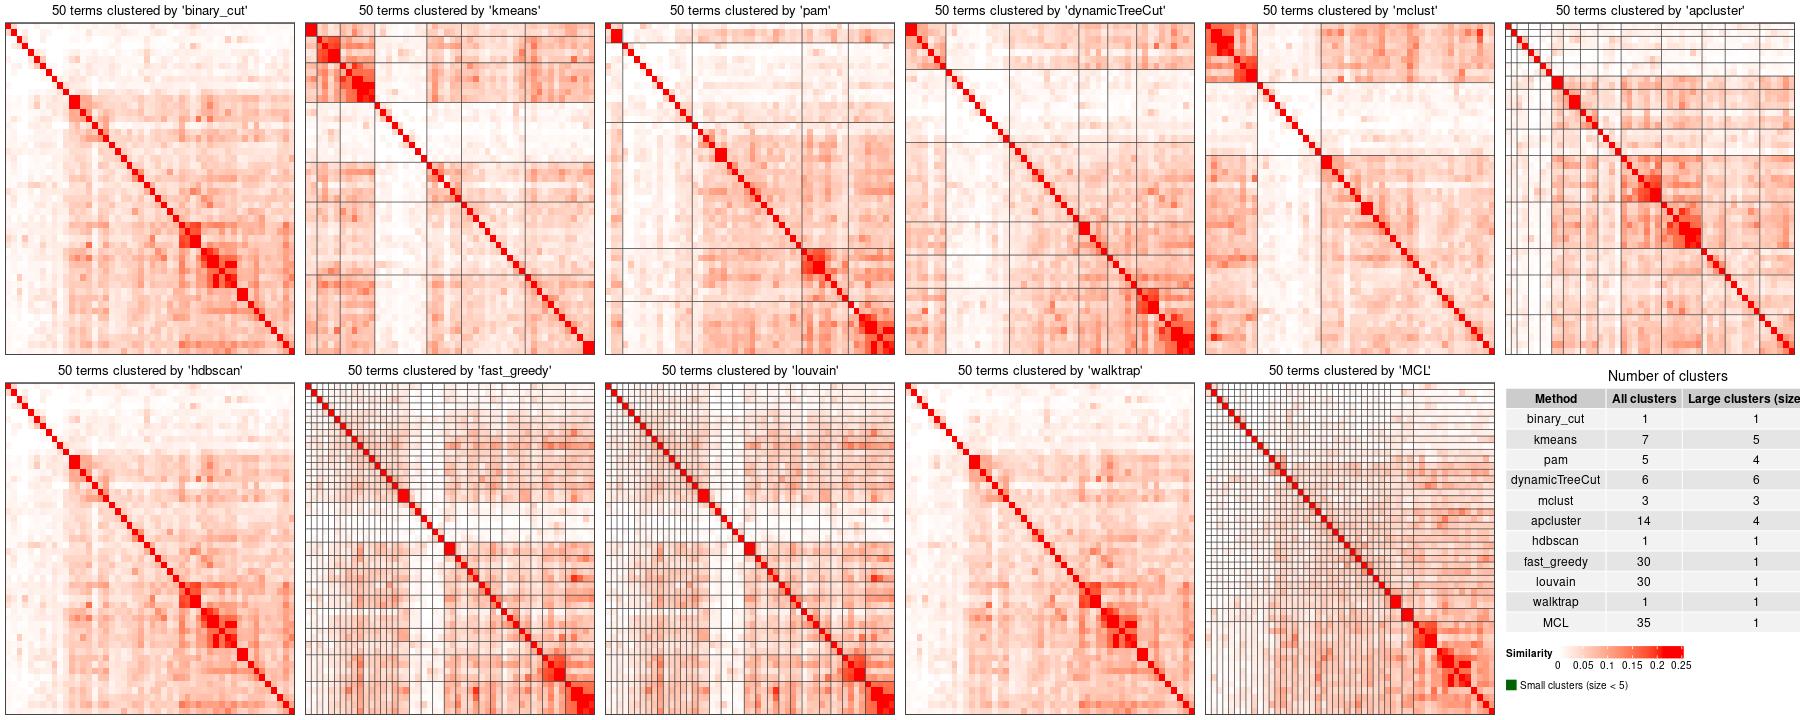 50 terms clustered by 'binary_cut'
50 terms clustered by 'kmeans'
50 terms clustered by 'pam'
50 terms clustered by 'dynamicTreeCut'
50 terms clustered by 'mclust'
50 terms clustered by 'apcluster'
50 terms clustered by 'hdbscan'
50 terms clustered by 'fast_greedy'
50 terms clustered by 'louvain'
50 terms clustered by 'walktrap'
50 terms clustered by 'MCL'
Number of clusters
Method All clusters Large clusters (size
binary_cut 1 1
kmeans 7 5
pam 5 4
dynamicTreeCut 6 6
mclust 3 3
apcluster 14 4
hdbscan 1 1
fast_greedy 30 1
louvain 30 1
walktrap 1 1
MCL 35 1
Similarity
0 0.05 0.1 0.15 0.2 0.25
Small clusters (size < 5)